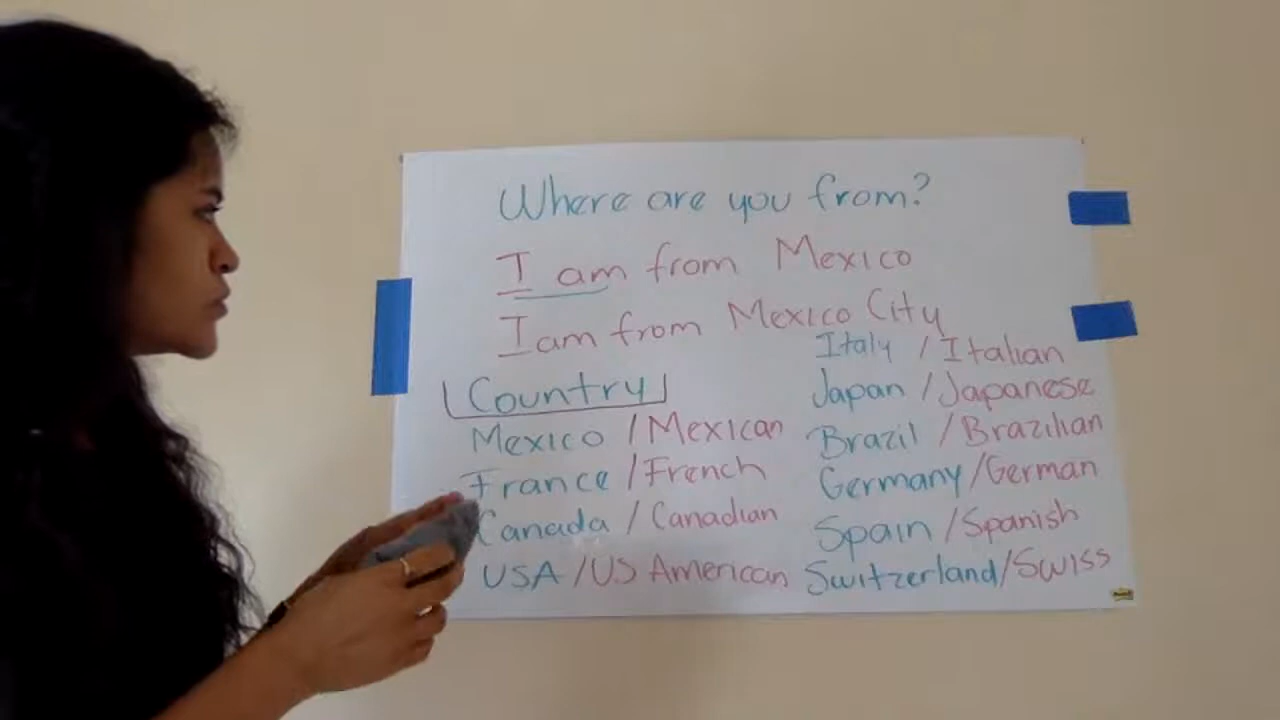 Where are you from?
I am from Mexico
I am from Mexico City
Country
Mexico / Mexican
France / French
Canada / Canadian
USA / US American
Italy / Italian
Japan / Japanese
Brazil / Brazilian
Germany / German
Spain / Spanish
Switzerland / Swiss